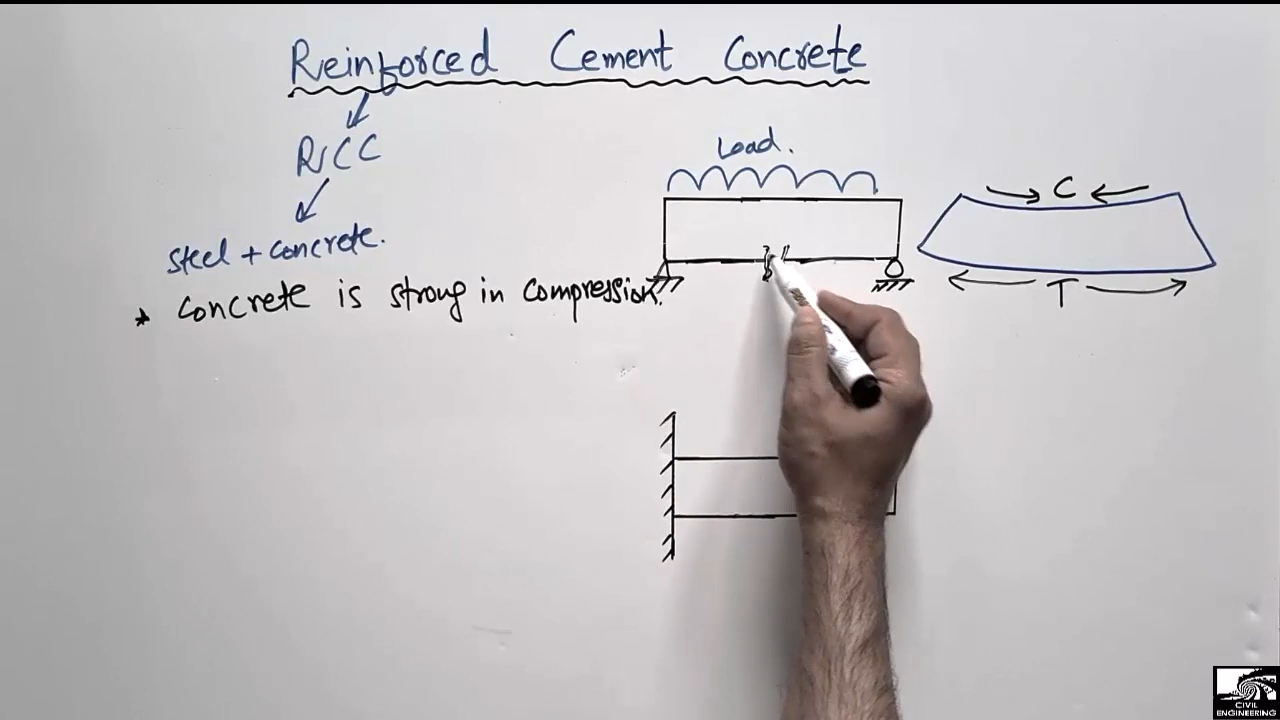 Reinforced Cement Concrete
RCC
Steel + concrete.
* Concrete is strong in compression.
Load.
C
T
CIVIL
ENGINEERING